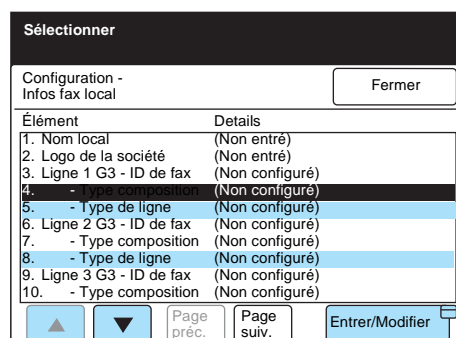 Sélectionner
Configuration -
Infos fax local
Fermer
Élément Details
1. Nom local (Non entré)
2. Logo de la société (Non entré)
3. Ligne 1 G3 - ID de fax (Non configuré)
4. - Type composition (Non configuré)
5. - Type de ligne (Non configuré)
6. Ligne 2 G3 - ID de fax (Non configuré)
7. - Type composition (Non configuré)
8. - Type de ligne (Non configuré)
9. Ligne 3 G3 - ID de fax (Non configuré)
10. - Type composition (Non configuré)
Page
préc.
Page
suiv.
Entrer/Modifier